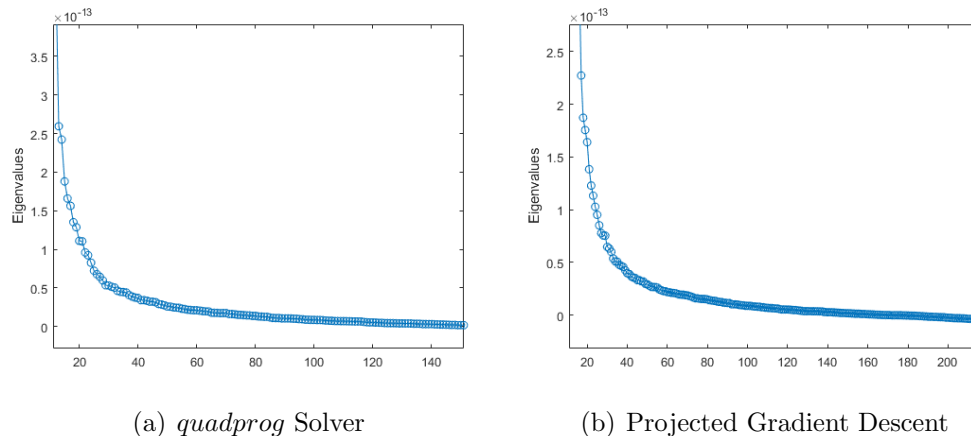 ×10⁻¹³ ×10⁻¹³
3.5
3
2.5
2
1.5
1
0.5
0
Eigenvalues
20 40 60 80 100 120 140
2.5
2
1.5
1
0.5
0
Eigenvalues
20 40 60 80 100 120 140 160 180 200
(a) quadprog Solver
(b) Projected Gradient Descent